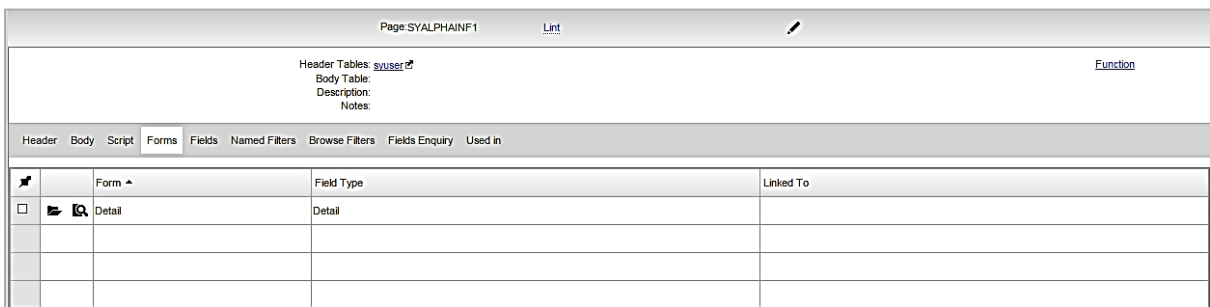 Page:SYALPHAINF1 Lint
Header Tables: syuser Function
Body Table:
Description:
Notes:
Header Body Script Forms Fields Named Filters Browse Filters Fields Enquiry Used in
Form Field Type Linked To
Detail Detail